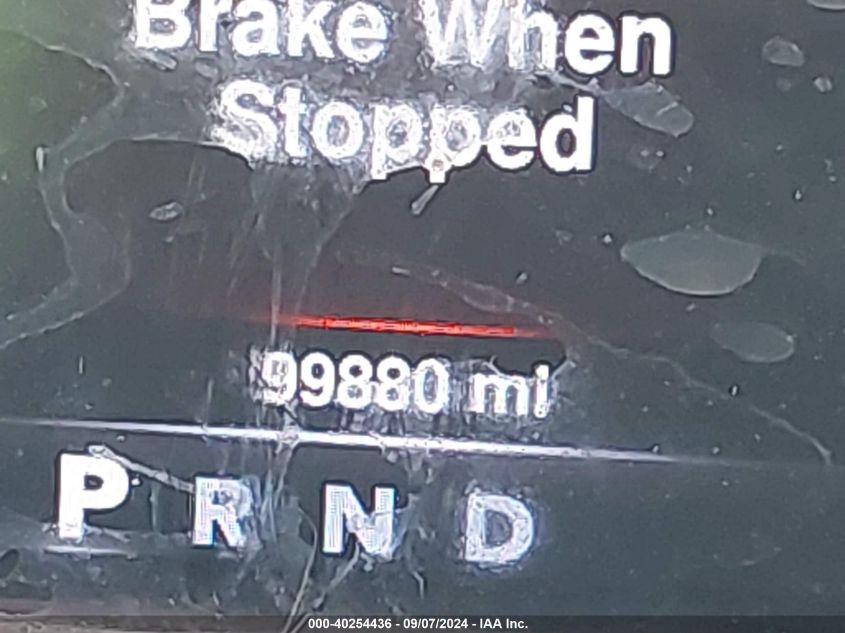 Brake When
Stopped
99880 mi
P R N D
000-40254436 - 09/07/2024 - IAA Inc.